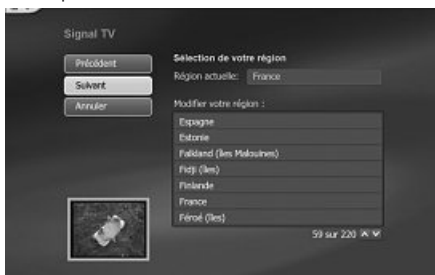 Signal TV
Précédent
Suivant
Annuler
Sélection de votre région
Région actuelle: France
Modifier votre région :
Espagne
Estonie
Falkland (Îles Malouines)
Fidji (Îles)
Finlande
France
Féroé (Îles)
59 sur 220